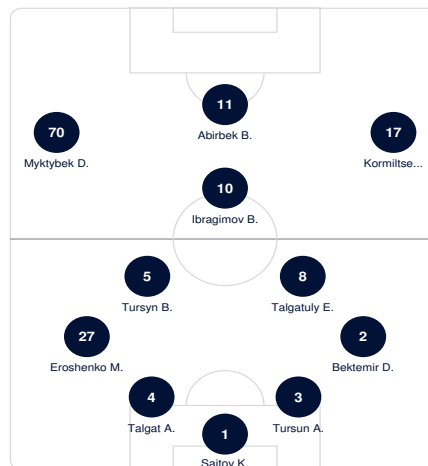 11
Abirbek B.
70
Myktybek D.
17
Kormiltse...
10
Ibragimov B.
5
Tursyn B.
8
Talgatuly E.
27
Eroshenko M.
2
Bektemir D.
4
Talgat A.
3
Tursun A.
1
Saitov K.